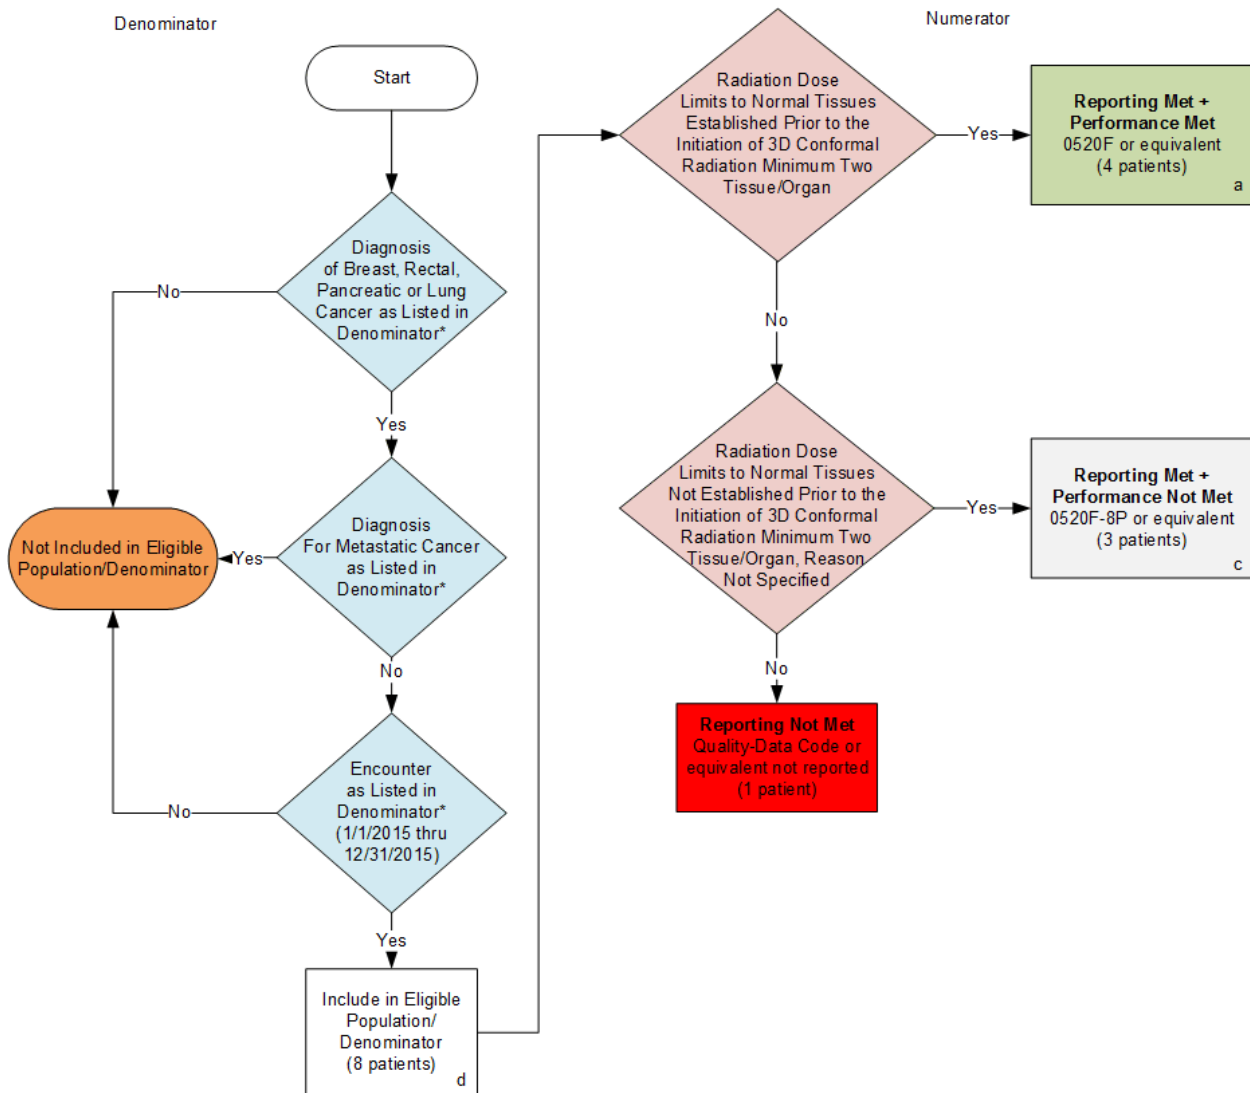 Denominator
Numerator
Start
Diagnosis
of Breast, Rectal,
Pancreatic or Lung
Cancer as Listed in
Denominator*
No
Yes
Diagnosis
For Metastatic Cancer
as Listed in
Denominator*
Yes
Not Included in Eligible
Population/Denominator
No
Encounter
as Listed in
Denominator*
(1/1/2015 thru
12/31/2015)
No
Yes
Include in Eligible
Population/
Denominator
(8 patients)
d
Radiation Dose
Limits to Normal Tissues
Established Prior to the
Initiation of 3D Conformal
Radiation Minimum Two
Tissue/Organ
Yes
Reporting Met +
Performance Met
0520F or equivalent
(4 patients)
a
No
Radiation Dose
Limits to Normal Tissues
Not Established Prior to the
Initiation of 3D Conformal
Radiation Minimum Two
Tissue/Organ, Reason
Not Specified
Yes
Reporting Met +
Performance Not Met
0520F-8P or equivalent
(3 patients)
c
No
Reporting Not Met
Quality-Data Code or
equivalent not reported
(1 patient)